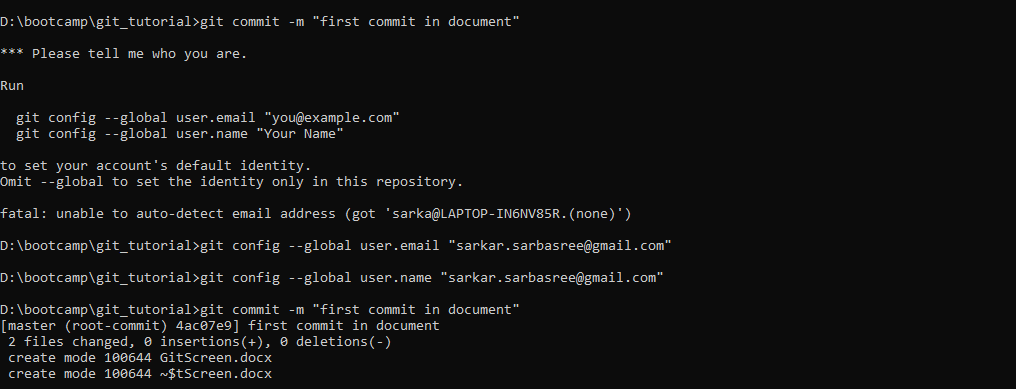 D:\bootcamp\git_tutorial>git commit -m "first commit in document"
*** Please tell me who you are.
Run
git config --global user.email "you@example.com"
git config --global user.name "Your Name"
to set your account's default identity.
Omit --global to set the identity only in this repository.
fatal: unable to auto-detect email address (got 'sarka@LAPTOP-IN6NV85R.(none)')
D:\bootcamp\git_tutorial>git config --global user.email "sarkar.sarbasree@gmail.com"
D:\bootcamp\git_tutorial>git config --global user.name "sarkar.sarbasree@gmail.com"
D:\bootcamp\git_tutorial>git commit -m "first commit in document"
[master (root-commit) 4ac07e9] first commit in document
2 files changed, 0 insertions(+), 0 deletions(-)
create mode 100644 GitScreen.docx
create mode 100644 ~$tScreen.docx